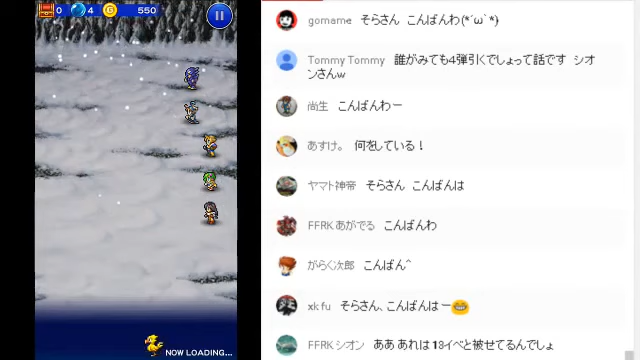 0 4 G 550
gomame そらさん こんばんわ(*´ω`*)
Tommy Tommy 誰がみても4弾引くでしょって話です シオ
ンさんw
尚生 こんばんわー
あすけ。 何をしている！
ヤマト神帝 そらさん こんばんは
FFRKあがでる こんばんわ
がらく次郎 こんばん^
xk fu そらさん、こんばんはー
FFRK シオン ああ あれは 13イベと被せてるんでしょ
NOW LOADING...